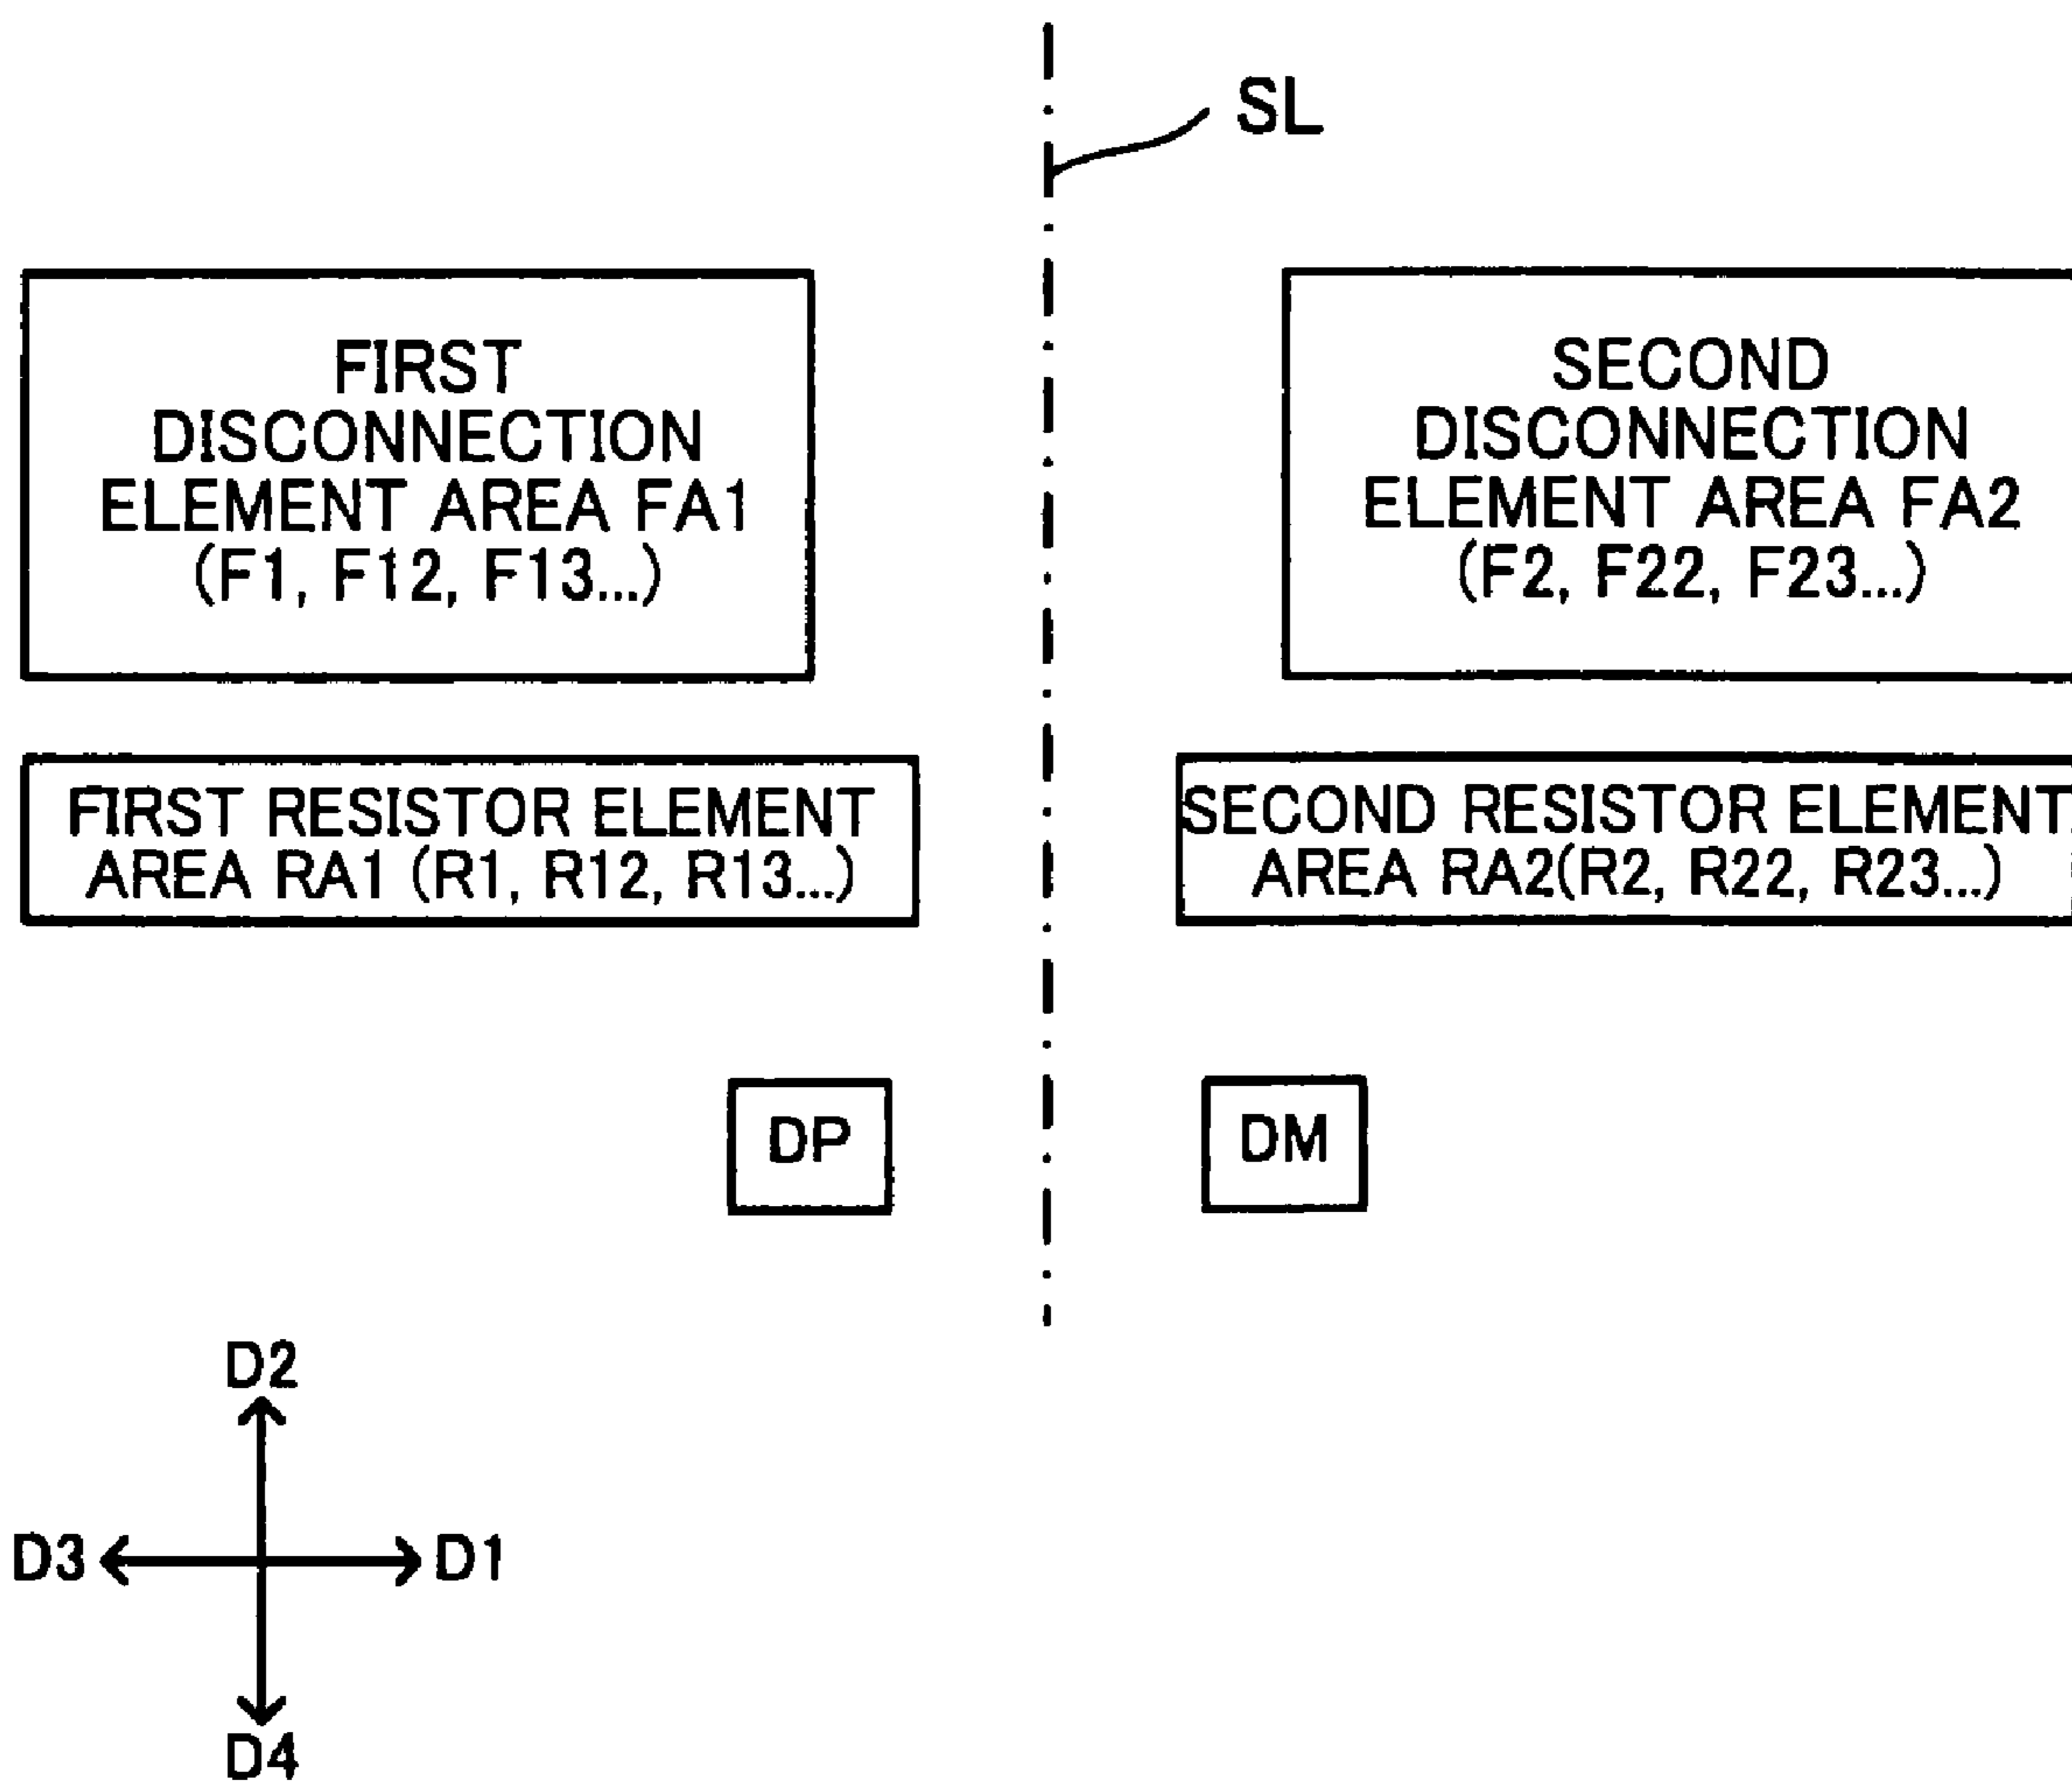 SL
FIRST
DISCONNECTION
ELEMENT AREA FA1
(F1, F12, F13...)
SECOND
DISCONNECTION
ELEMENT AREA FA2
(F2, F22, F23...)
FIRST RESISTOR ELEMENT
AREA RA1 (R1, R12, R13...)
SECOND RESISTOR ELEMENT
AREA RA2(R2, R22, R23...)
DP
DM
D2
D3
D1
D4